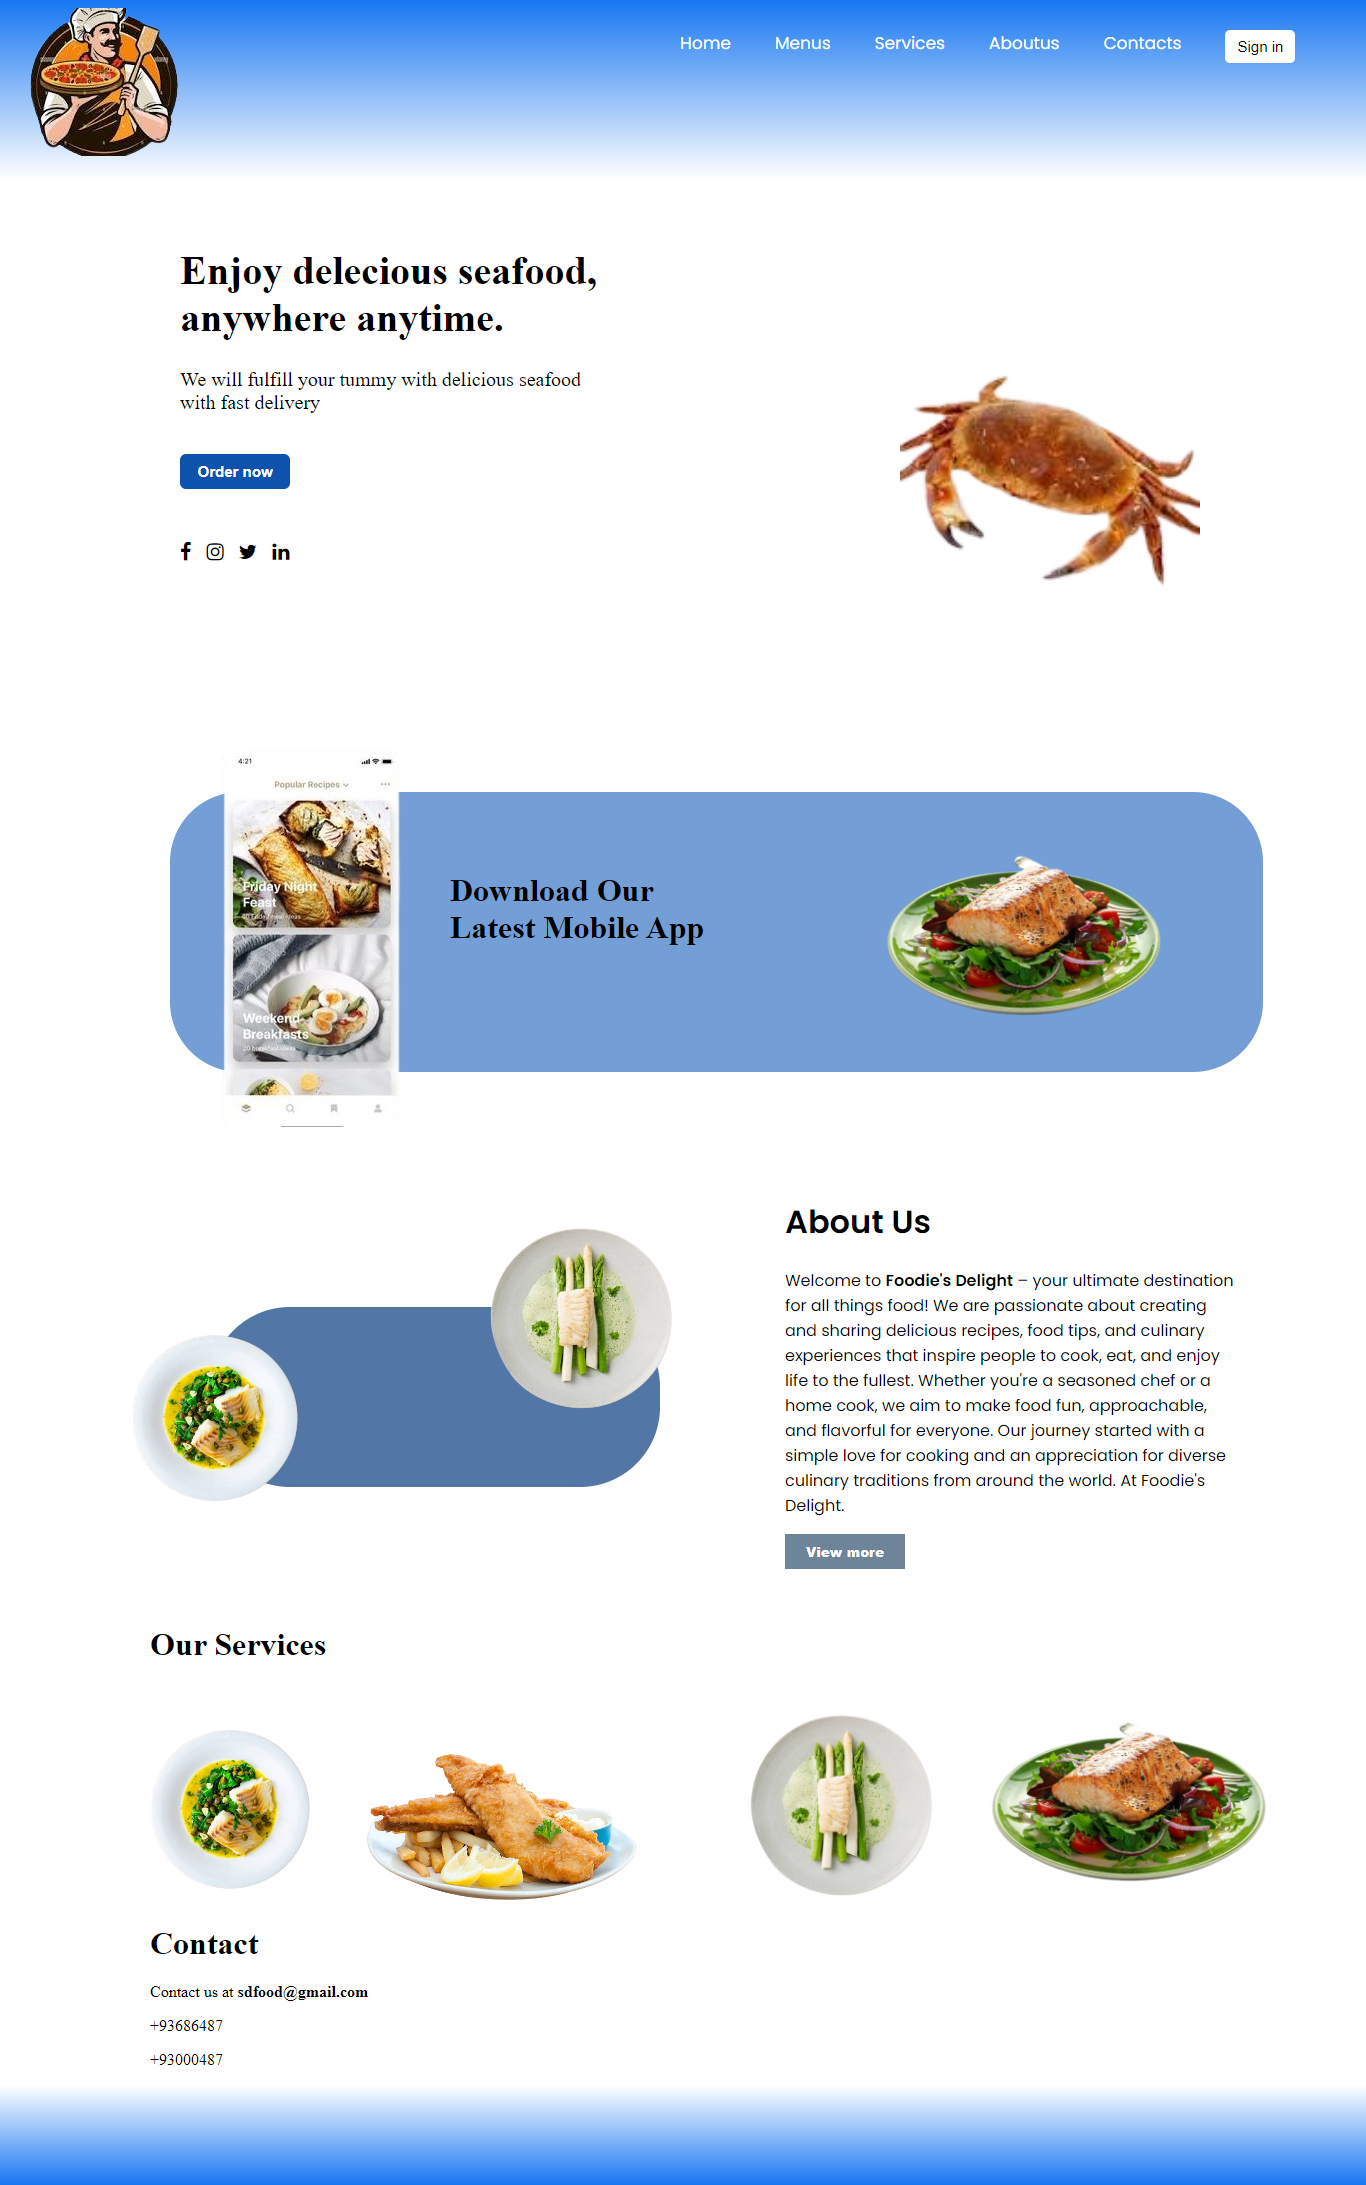 Home Menus Services Aboutus Contacts Sign in
Enjoy delecious seafood,
anywhere anytime.
We will fulfill your tummy with delicious seafood
with fast delivery
Order now
4:21
Popular Recipes
Friday Night
Feast
Weekend
Breakfasts
20 breakfast ideas
Download Our
Latest Mobile App
About Us
Welcome to Foodie's Delight – your ultimate destination
for all things food! We are passionate about creating
and sharing delicious recipes, food tips, and culinary
experiences that inspire people to cook, eat, and enjoy
life to the fullest. Whether you're a seasoned chef or a
home cook, we aim to make food fun, approachable,
and flavorful for everyone. Our journey started with a
simple love for cooking and an appreciation for diverse
culinary traditions from around the world. At Foodie's
Delight.
View more
Our Services
Contact
Contact us at sdfood@gmail.com
+93686487
+93000487